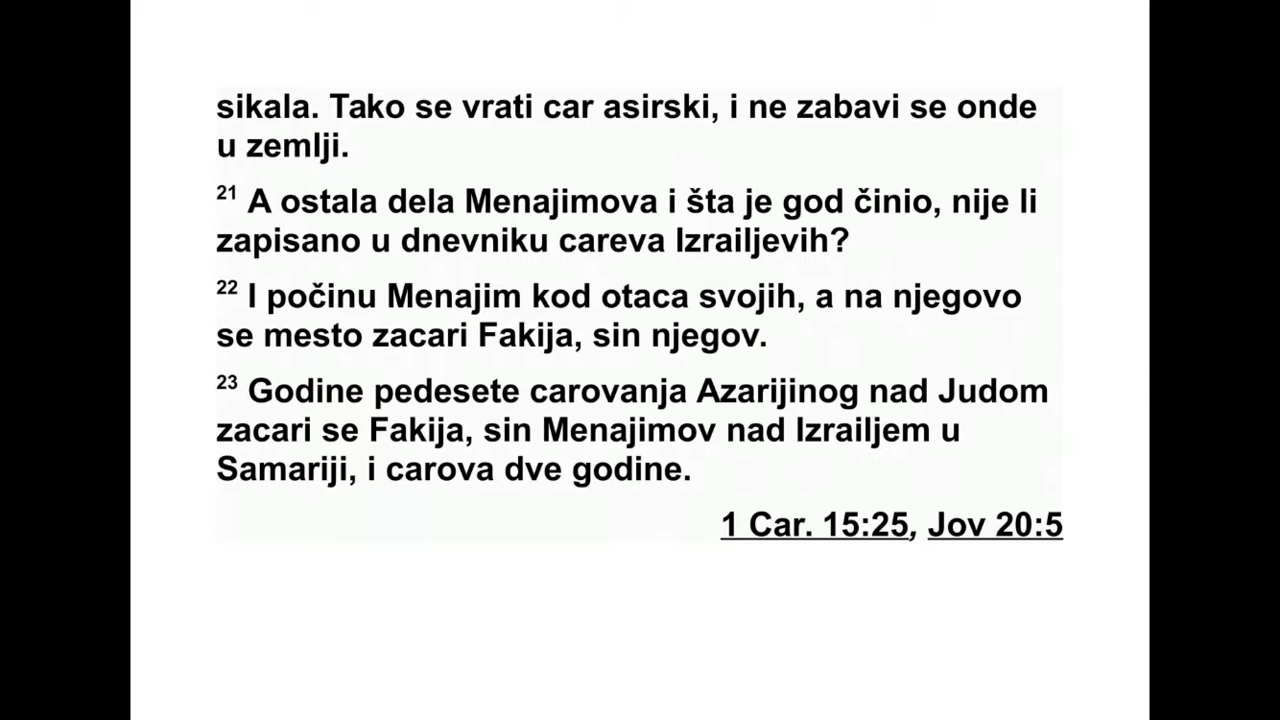 sikala. Tako se vrati car asirski, i ne zabavi se onde
u zemlji.
21 A ostala dela Menajimova i šta je god činio, nije li
zapisano u dnevniku careva Izrailjevih?
22 I počinu Menajim kod otaca svojih, a na njegovo
se mesto zacari Fakija, sin njegov.
23 Godine pedesete carovanja Azarijinog nad Judom
zacari se Fakija, sin Menajimov nad Izrailjem u
Samariji, i carova dve godine.
1 Car. 15:25, Jov 20:5